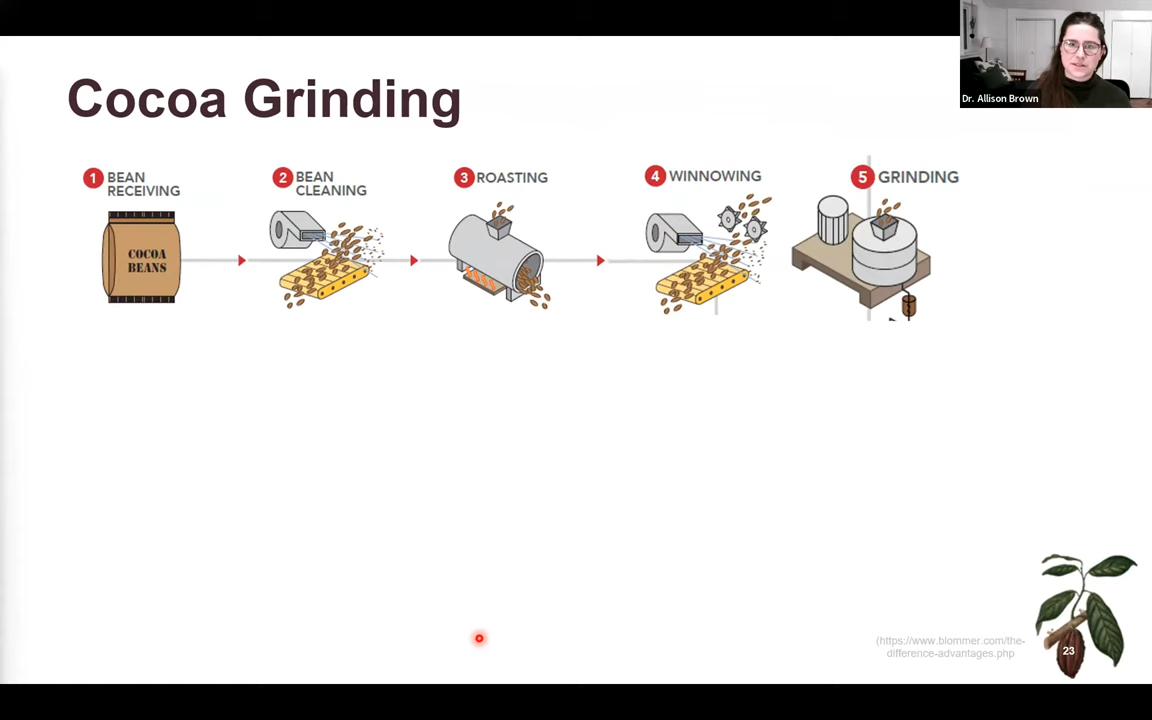 Dr. Allison Brown
Cocoa Grinding
1 BEAN
RECEIVING
2 BEAN
CLEANING
3 ROASTING
4 WINNOWING
5 GRINDING
COCOA
BEANS
(https://www.blommer.com/the-
difference-advantages.php
23